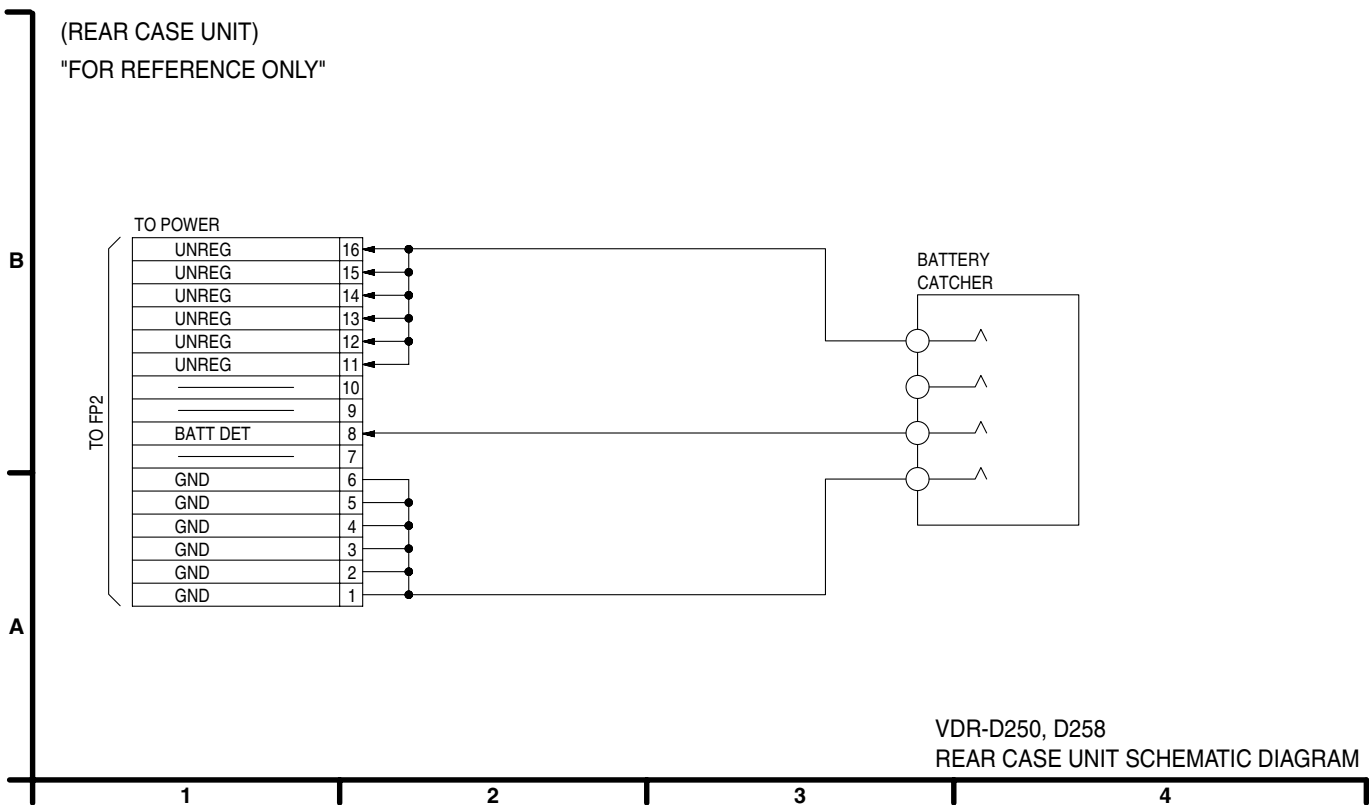 (REAR CASE UNIT)
"FOR REFERENCE ONLY"
TO POWER
UNREG 16
UNREG 15
UNREG 14
UNREG 13
UNREG 12
UNREG 11
10
9
BATT DET 8
7
GND 6
GND 5
GND 4
GND 3
GND 2
GND 1
TO FP2
BATTERY
CATCHER
B
A
VDR-D250, D258
REAR CASE UNIT SCHEMATIC DIAGRAM
1 2 3 4